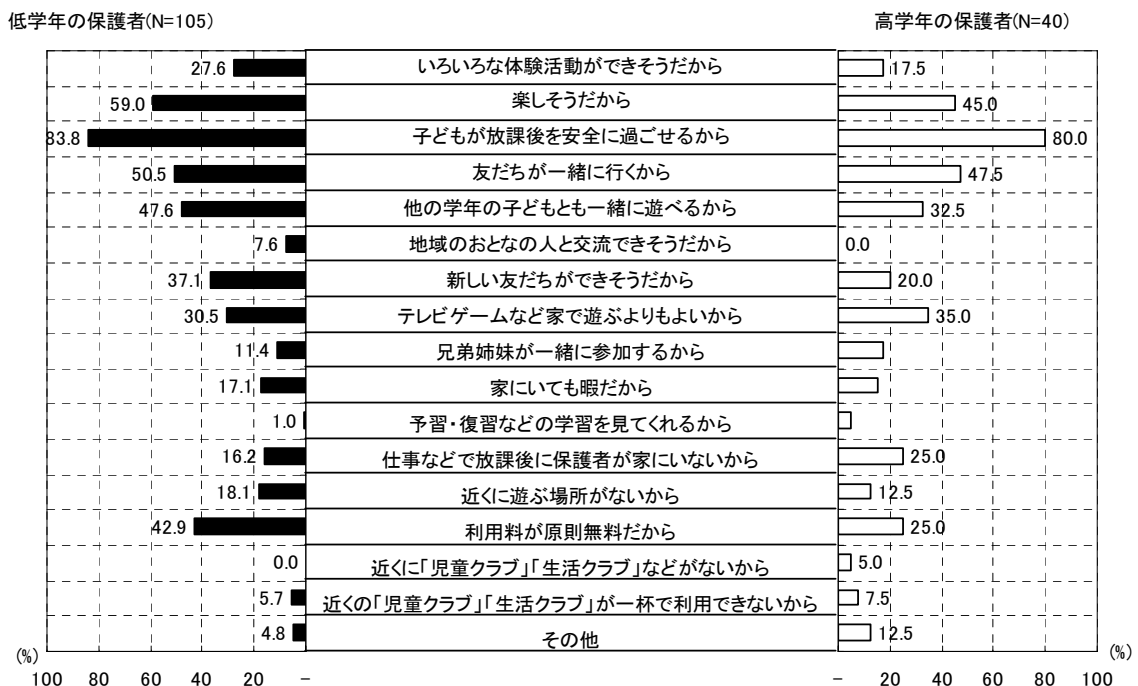 低学年の保護者(N=105) 高学年の保護者(N=40)
27.6 いろいろな体験活動ができそうだから 17.5
59.0 楽しそうだから 45.0
83.8 子どもが放課後を安全に過ごせるから 80.0
50.5 友だちが一緒に行くから 47.5
47.6 他の学年の子どもとも一緒に遊べるから 32.5
7.6 地域のおとなの人と交流できそうだから 0.0
37.1 新しい友だちができそうだから 20.0
30.5 テレビゲームなど家で遊ぶよりもよいから 35.0
11.4 兄弟姉妹が一緒に参加するから
17.1 家にいても暇だから
1.0 予習・復習などの学習を見てくれるから
16.2 仕事などで放課後に保護者が家にいないから 25.0
18.1 近くに遊ぶ場所がないから 12.5
42.9 利用料が原則無料だから 25.0
0.0 近くに「児童クラブ」「生活クラブ」などがないから 5.0
5.7 近くの「児童クラブ」「生活クラブ」が一杯で利用できないから 7.5
4.8 その他 12.5
(%) (%)
100 80 60 40 20 - - 20 40 60 80 100